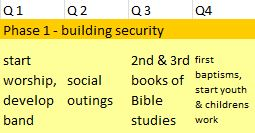 Q 1 Q 2 Q 3 Q4
Phase 1 - building security
start
worship,
develop
band
social
outings
2nd & 3rd
books of
Bible
studies
first
baptisms,
start youth
& childrens
work